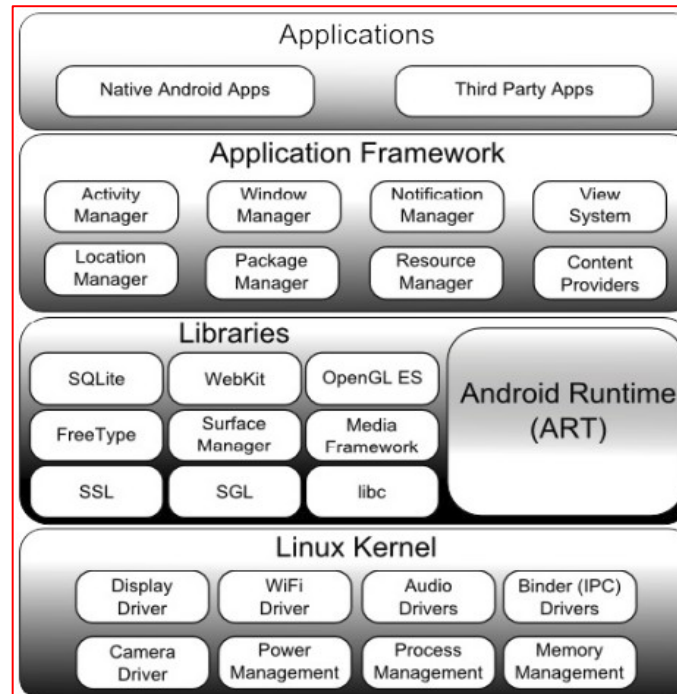 Applications
Native Android Apps
Third Party Apps
Application Framework
Activity
Manager
Window
Manager
Notification
Manager
View
System
Location
Manager
Package
Manager
Resource
Manager
Content
Providers
Libraries
SQLite
WebKit
OpenGL ES
FreeType
Surface
Manager
Media
Framework
SSL
SGL
libc
Android Runtime
(ART)
Linux Kernel
Display
Driver
WiFi
Driver
Audio
Drivers
Binder (IPC)
Drivers
Camera
Driver
Power
Management
Process
Management
Memory
Management